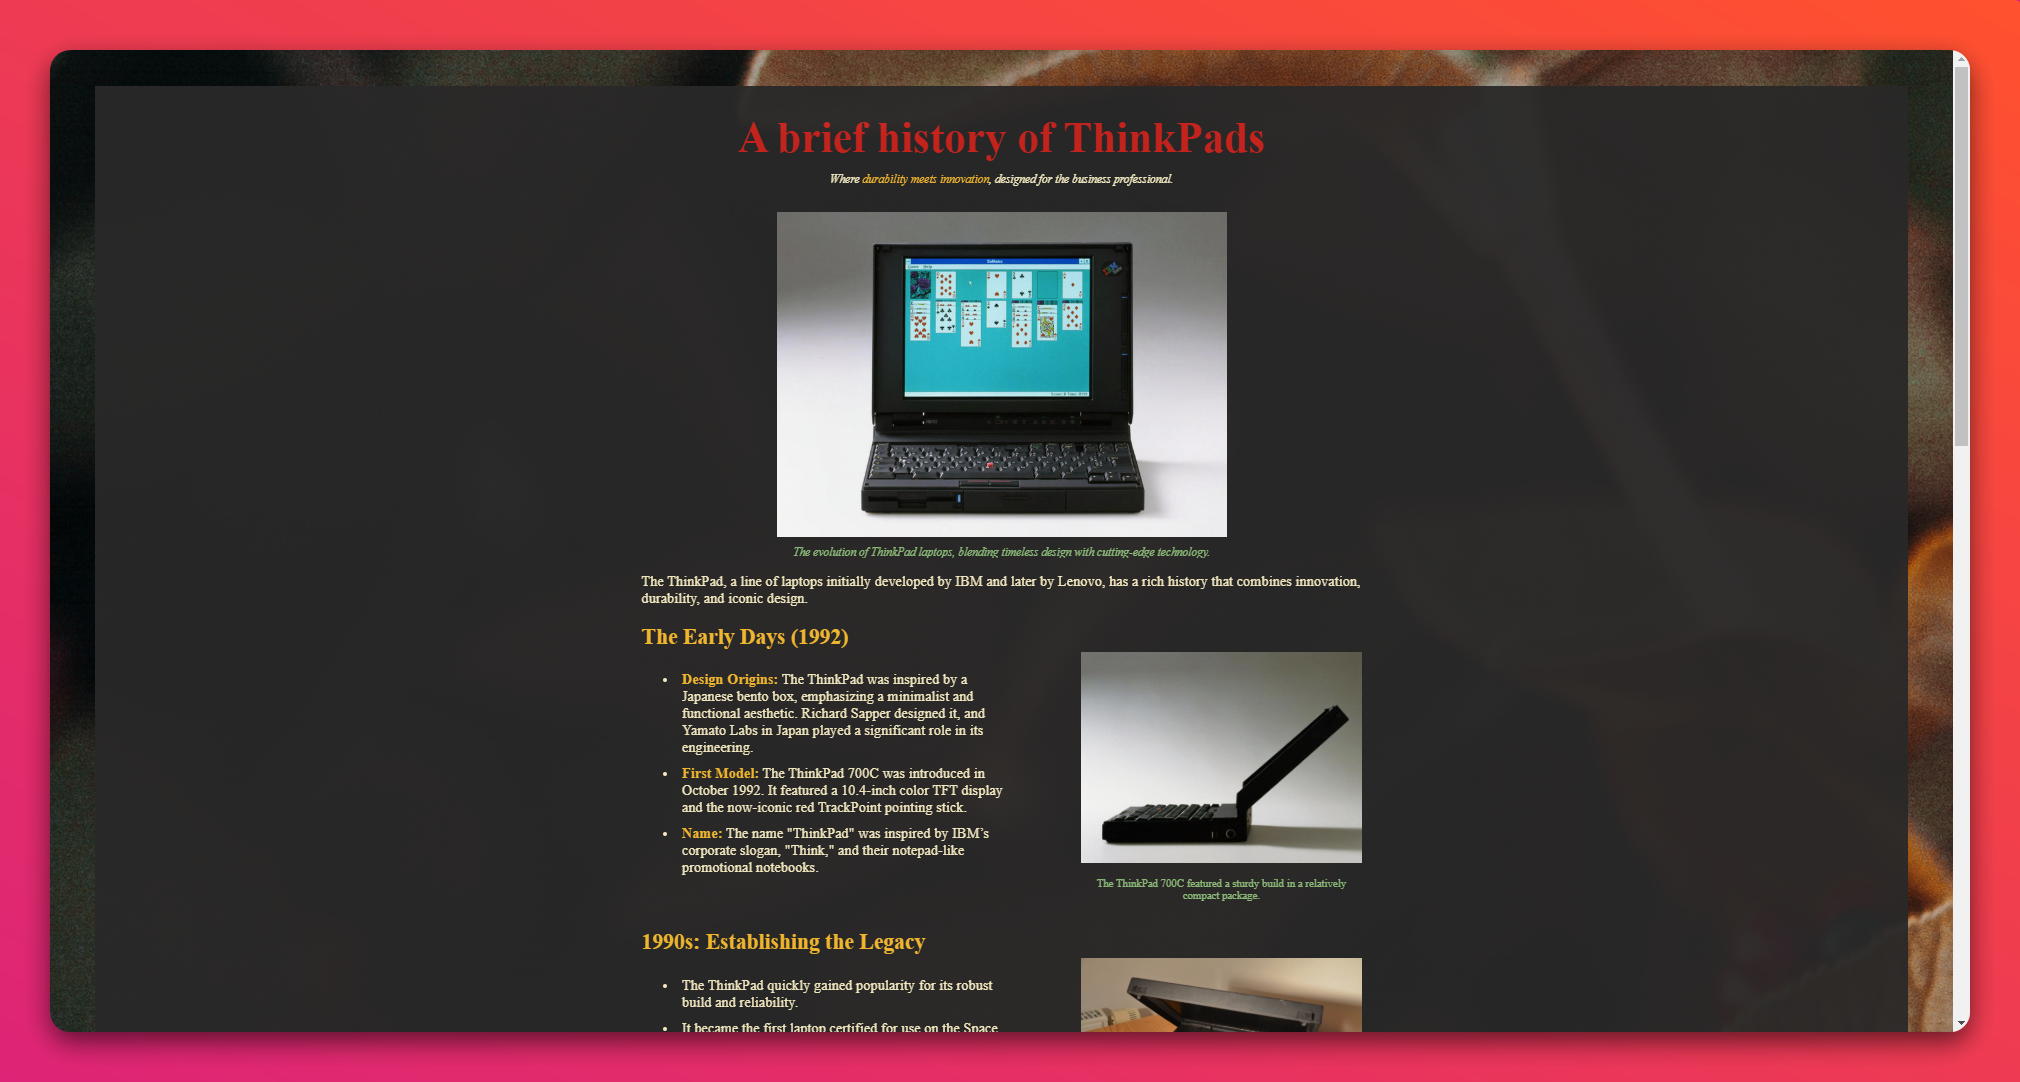 A brief history of ThinkPads
Where durability meets innovation, designed for the business professional.
Solitaire
Game Help
The evolution of ThinkPad laptops, blending timeless design with cutting-edge technology.
The ThinkPad, a line of laptops initially developed by IBM and later by Lenovo, has a rich history that combines innovation,
durability, and iconic design.
The Early Days (1992)
• Design Origins: The ThinkPad was inspired by a
Japanese bento box, emphasizing a minimalist and
functional aesthetic. Richard Sapper designed it, and
Yamato Labs in Japan played a significant role in its
engineering.
• First Model: The ThinkPad 700C was introduced in
October 1992. It featured a 10.4-inch color TFT display
and the now-iconic red TrackPoint pointing stick.
• Name: The name "ThinkPad" was inspired by IBM’s
corporate slogan, "Think," and their notepad-like
promotional notebooks.
The ThinkPad 700C featured a sturdy build in a relatively
compact package.
1990s: Establishing the Legacy
• The ThinkPad quickly gained popularity for its robust
build and reliability.
• It became the first laptop certified for use on the Space